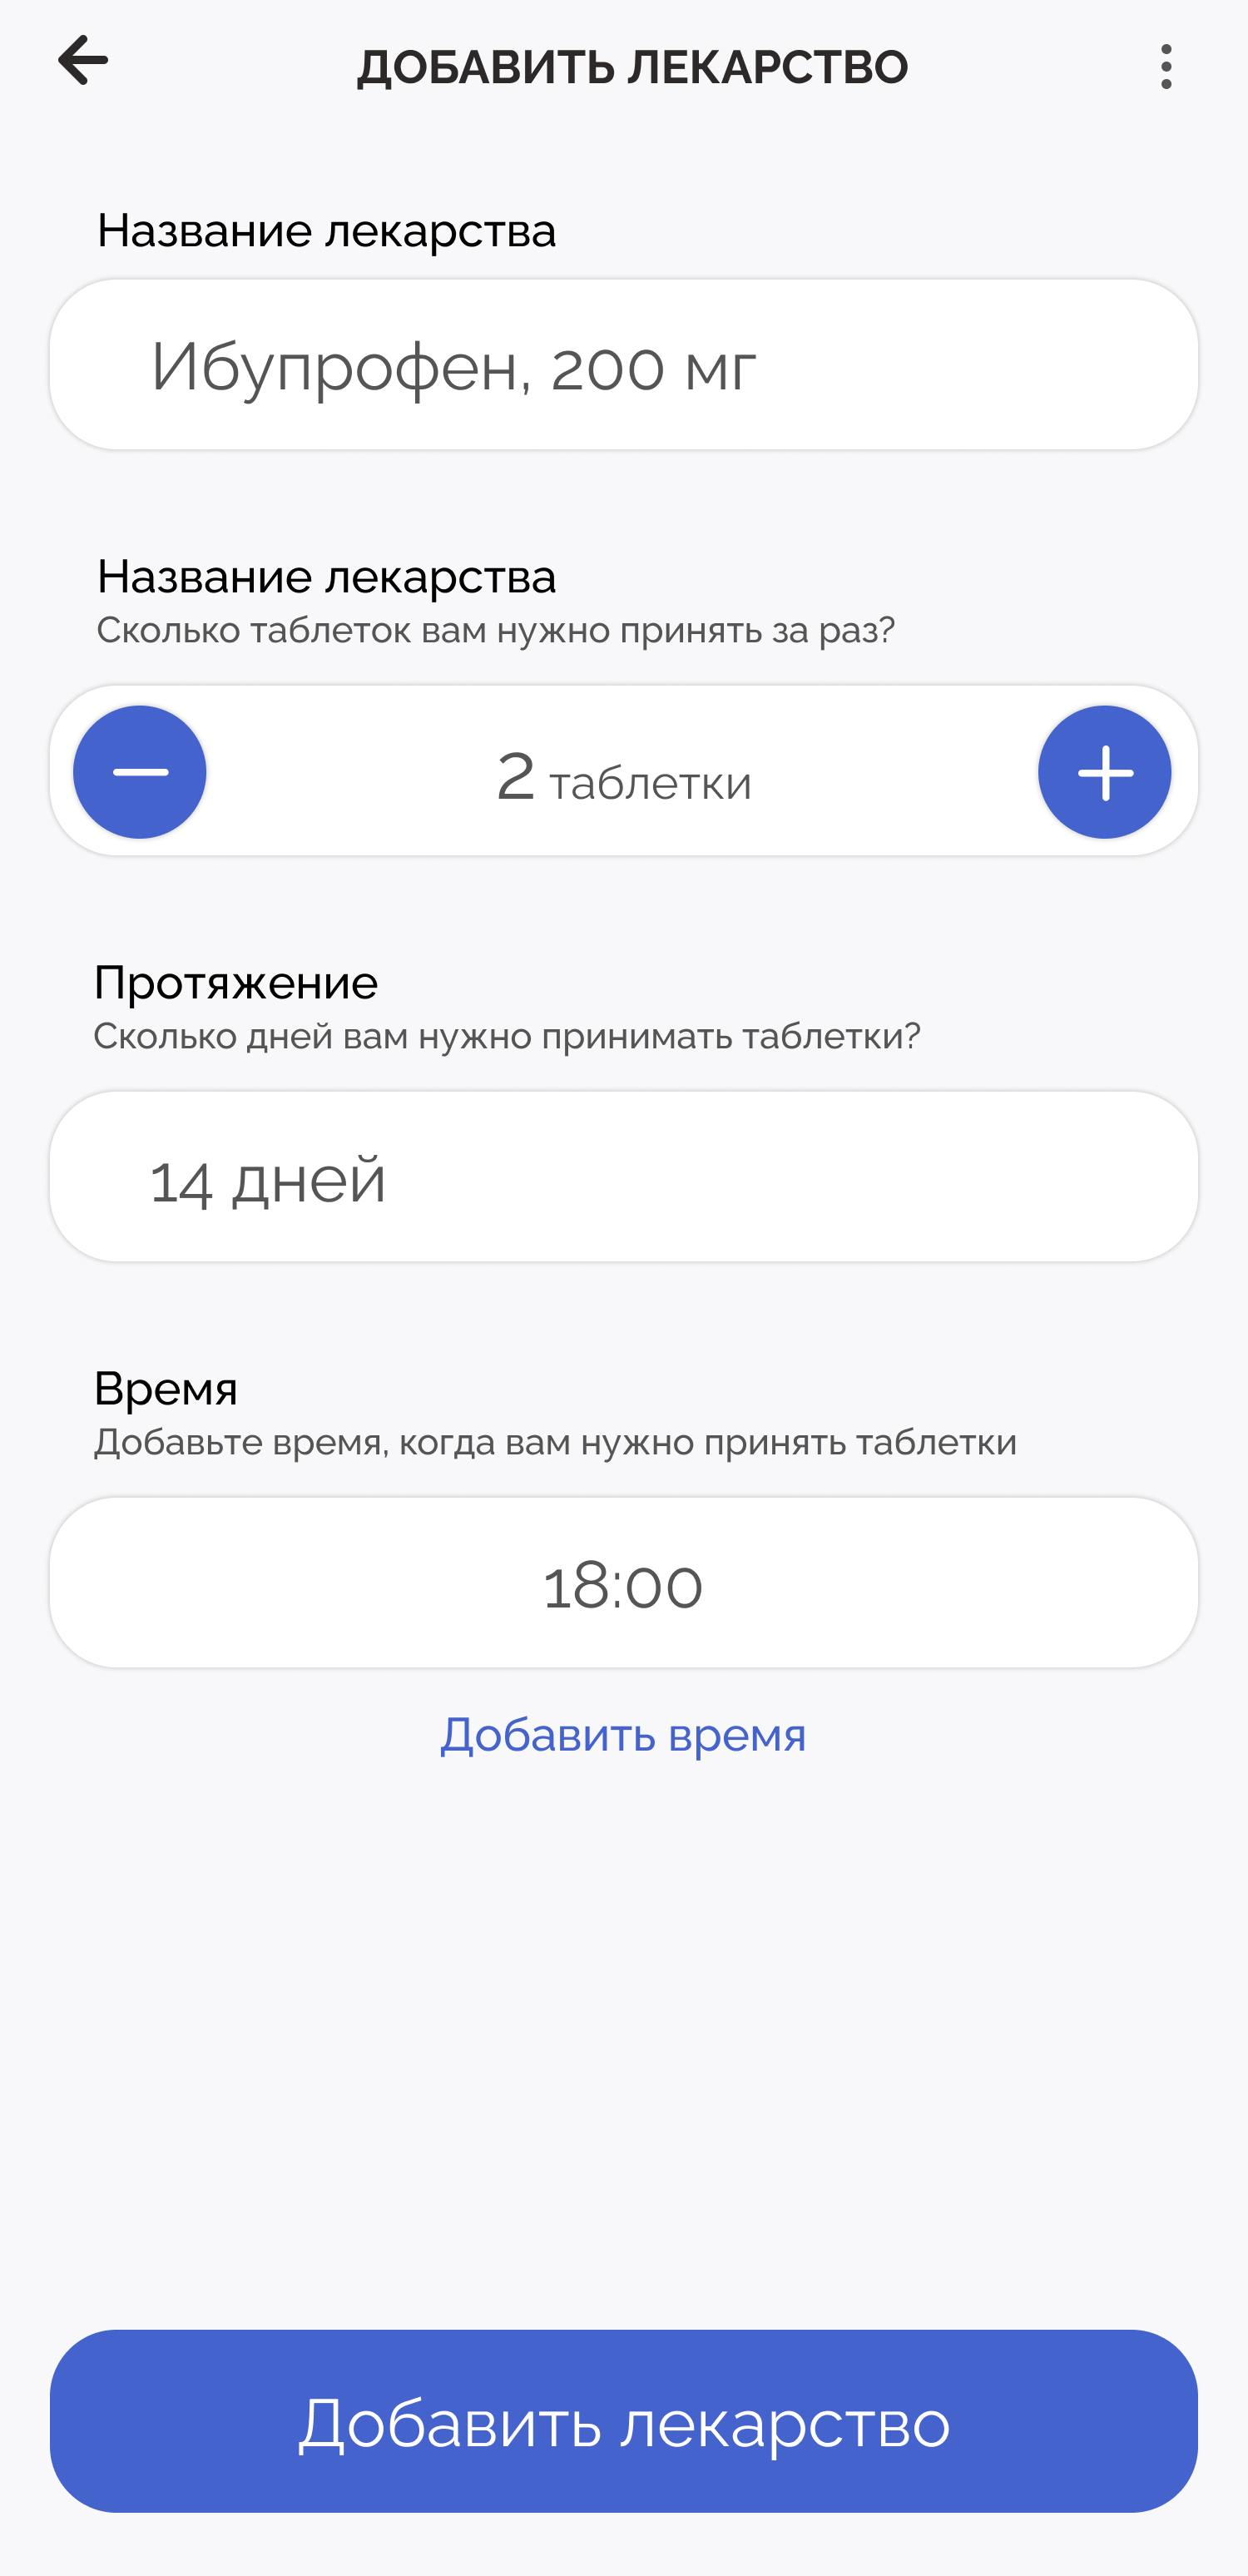 ДОБАВИТЬ ЛЕКАРСТВО
Название лекарства
Ибупрофен, 200 мг
Название лекарства
Сколько таблеток вам нужно принять за раз?
2 таблетки
Протяжение
Сколько дней вам нужно принимать таблетки?
14 дней
Время
Добавьте время, когда вам нужно принять таблетки
18:00
Добавить время
Добавить лекарство